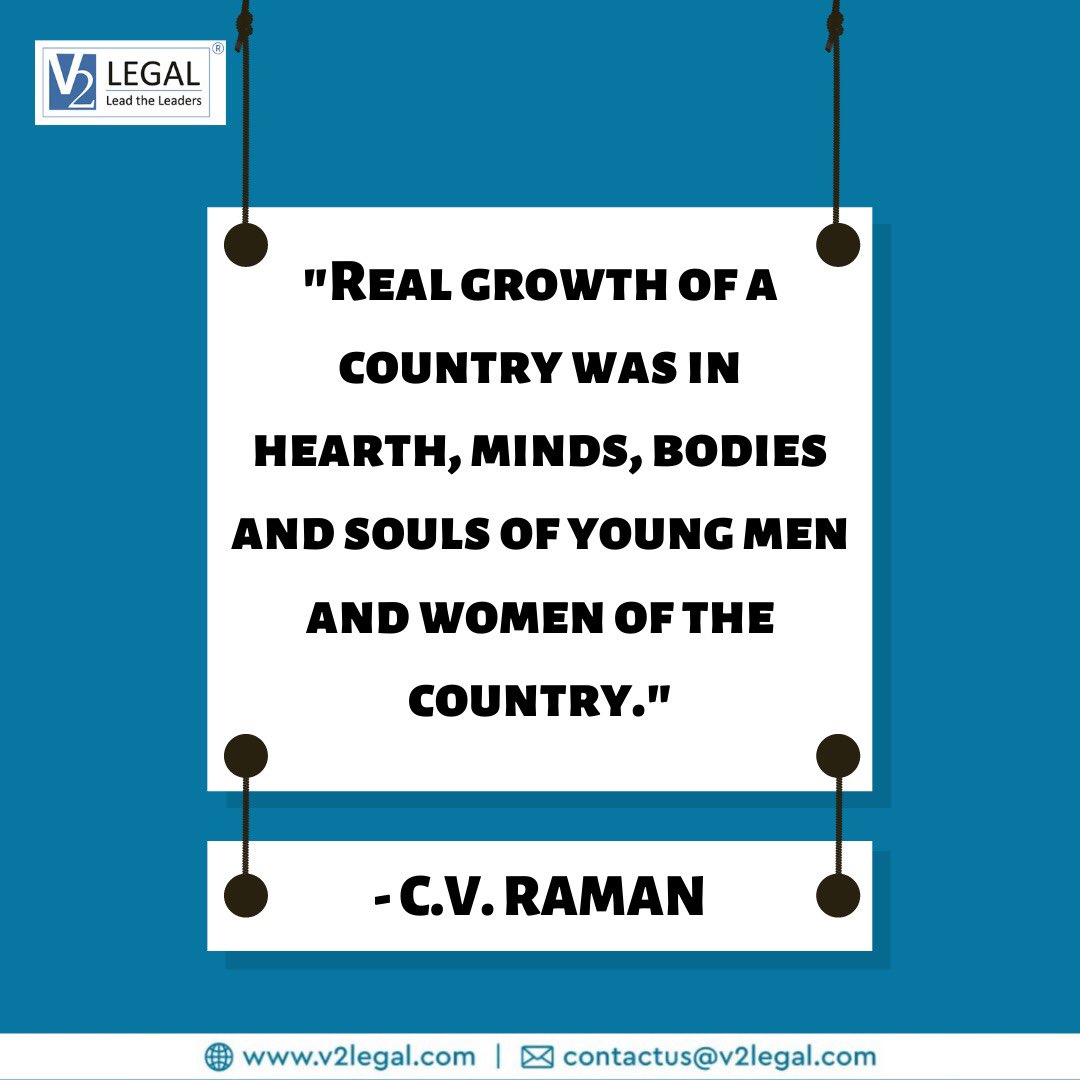 V2 LEGAL ®
Lead the Leaders
"REAL GROWTH OF A
COUNTRY WAS IN
HEARTH, MINDS, BODIES
AND SOULS OF YOUNG MEN
AND WOMEN OF THE
COUNTRY."
- C.V. RAMAN
www.v2legal.com | contactus@v2legal.com